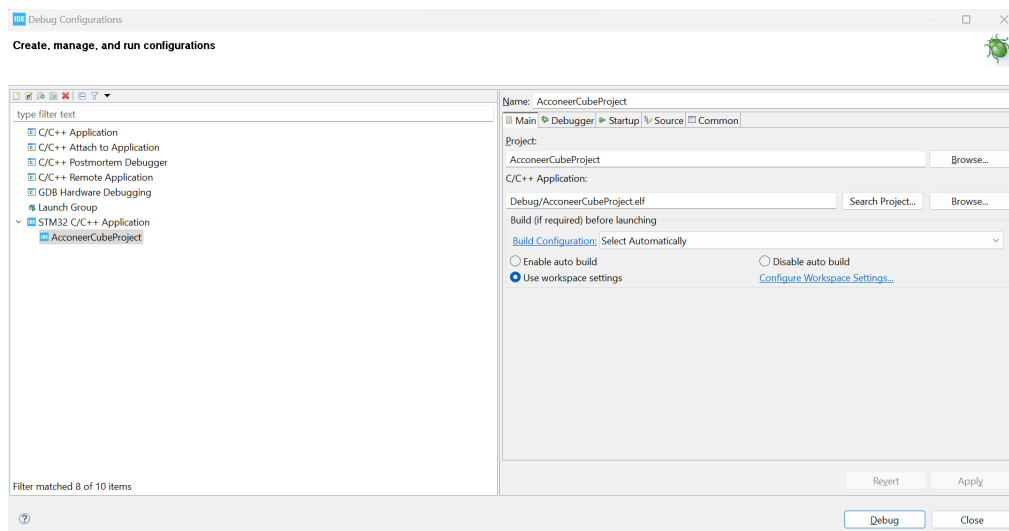 IDE Debug Configurations
Create, manage, and run configurations
type filter text
C/C++ Application
C/C++ Attach to Application
C/C++ Postmortem Debugger
C/C++ Remote Application
GDB Hardware Debugging
Launch Group
IDE STM32 C/C++ Application
IDE AcconeerCubeProject
Filter matched 8 of 10 items
Name: AcconeerCubeProject
Main Debugger Startup Source Common
Project:
AcconeerCubeProject Browse...
C/C++ Application:
Debug/AcconeerCubeProject.elf Search Project... Browse...
Build (if required) before launching
Build Configuration: Select Automatically
Enable auto build Disable auto build
Use workspace settings Configure Workspace Settings...
Revert Apply
? Debug Close